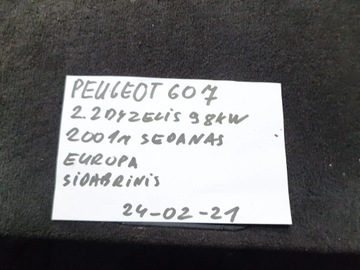 PEUGEOT 607
2.2DYZELIS 98KW
2001m SEDANAS
EUROPA
SIDABRINIS
24-02-21